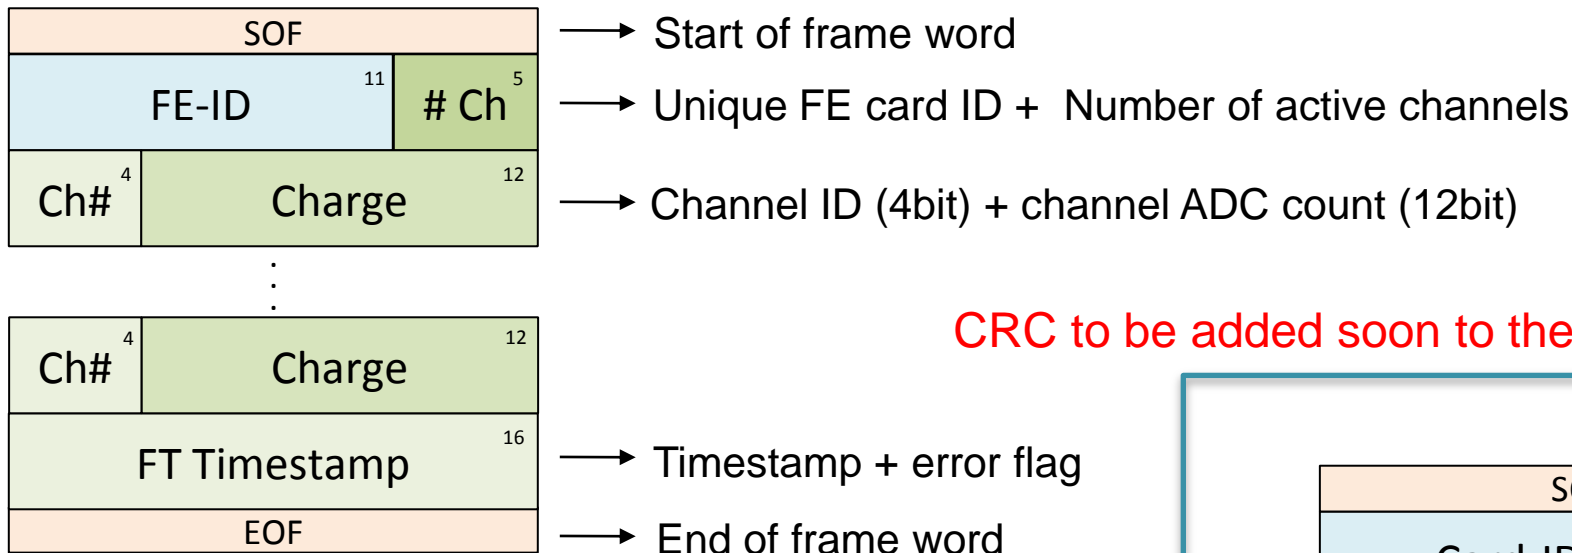 SOF
Start of frame word
FE-ID 11 # Ch 5
Unique FE card ID + Number of active channels
Ch# 4 Charge 12
Channel ID (4bit) + channel ADC count (12bit)
CRC to be added soon to the
Ch# 4 Charge 12
FT Timestamp 16
Timestamp + error flag
EOF
End of frame word